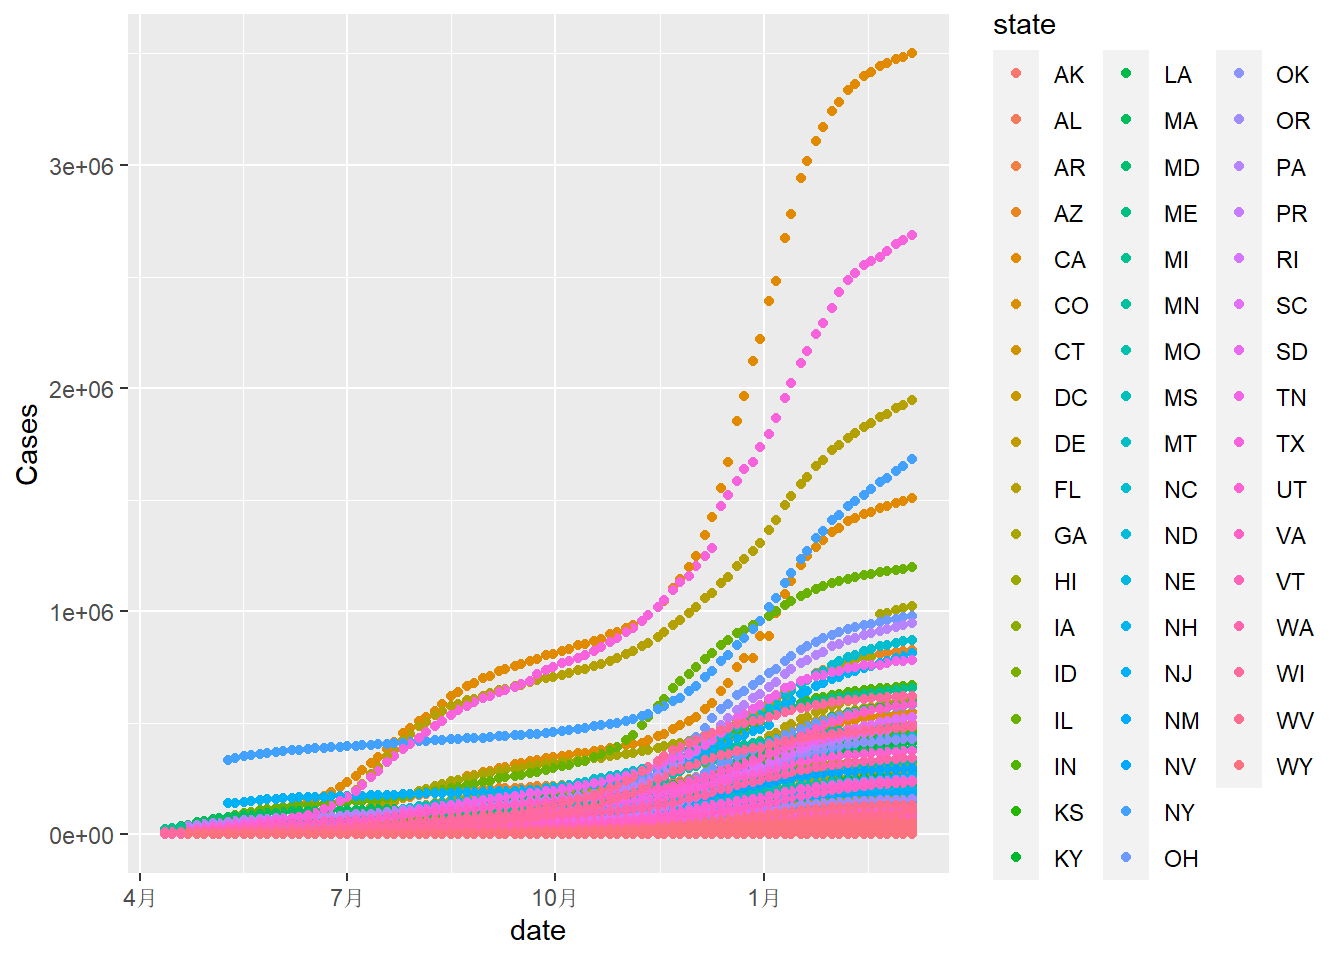 state
AK
AL
AR
AZ
CA
CO
CT
DC
DE
FL
GA
HI
IA
ID
IL
IN
KS
KY
LA
MA
MD
ME
MI
MN
MO
MS
MT
NC
ND
NE
NH
NJ
NM
NV
NY
OH
OK
OR
PA
PR
RI
SC
SD
TN
TX
UT
VA
VT
WA
WI
WV
WY
Cases
3e+06
2e+06
1e+06
0e+00
4月 7月 10月 1月
date